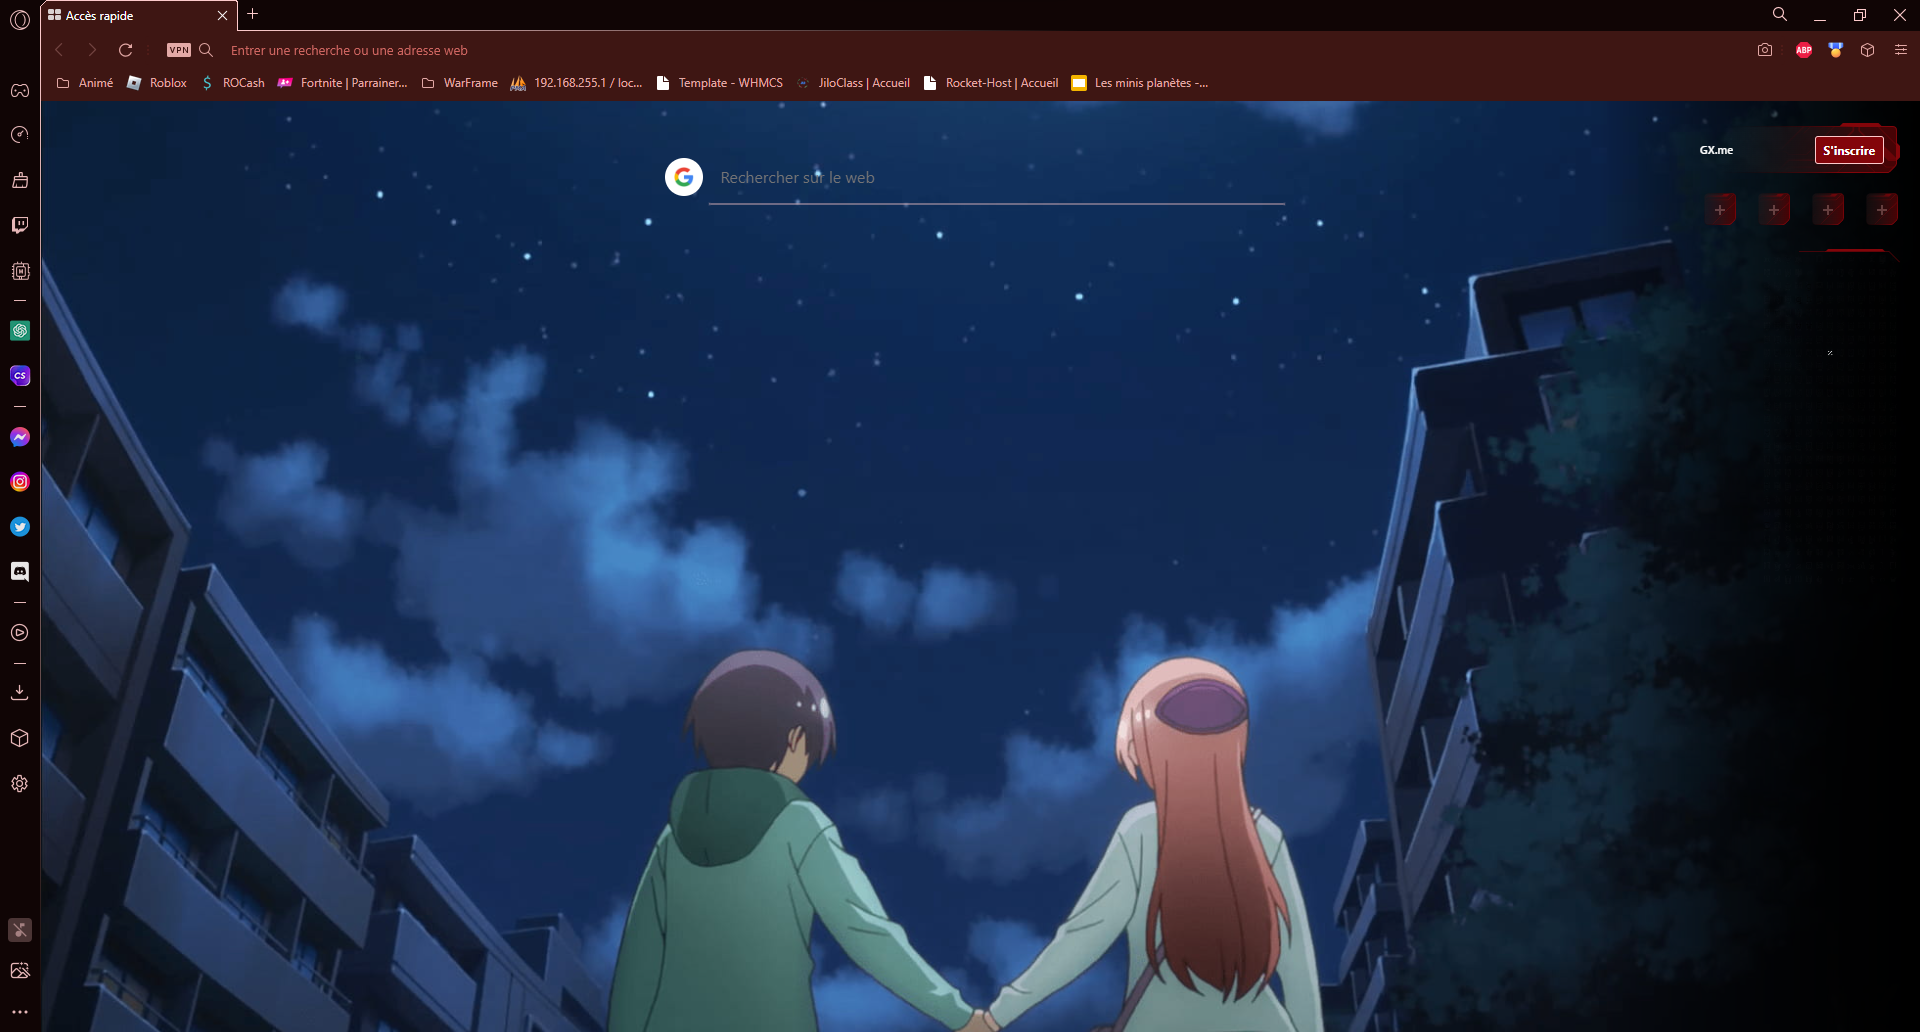 Accès rapide
VPN
Entrer une recherche ou une adresse web
ABP
Animé
Roblox
$
ROCash
Fortnite | Parrainer...
WarFrame
192.168.255.1 / loc...
Template - WHMCS
JiloClass | Accueil
Rocket-Host | Accueil
Les minis planètes -...
G
Rechercher sur le web
GX.me
S'inscrire
CS